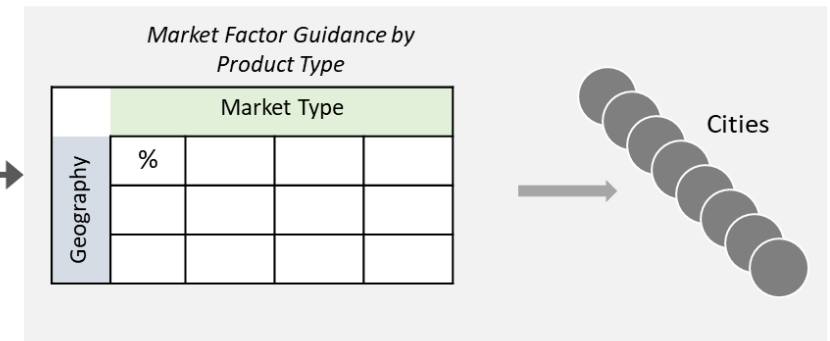 Market Factor Guidance by
Product Type
Market Type
Geography
%
Cities